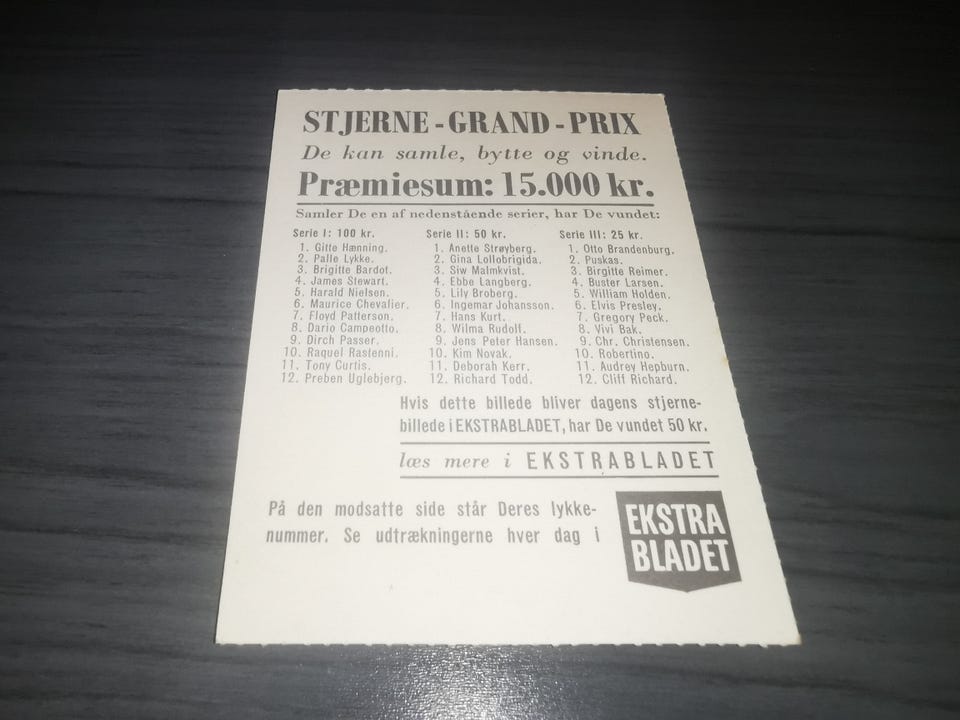 STJERNE-GRAND-PRIX
De kan samle, bytte og vinde.
Præmiesum: 15.000 kr.
Samler De en af nedenstående serier, har De vundet:
Serie I: 100 kr.
1. Gitte Hænning.
2. Palle Lykke.
3. Brigitte Bardot.
4. James Stewart.
5. Harald Nielsen.
6. Maurice Chevalier.
7. Floyd Patterson.
8. Dario Campeotto.
9. Dirch Passer.
10. Raquel Rastenni.
11. Tony Curtis.
12. Preben Uglebjerg.
Serie II: 50 kr.
1. Anette Strøyberg.
2. Gina Lollobrigida.
3. Siw Malmkvist.
4. Ebbe Langberg.
5. Lily Broberg.
6. Ingemar Johansson.
7. Hans Kurt.
8. Wilma Rudolf.
9. Jens Peter Hansen.
10. Kim Novak.
11. Deborah Kerr.
12. Richard Todd.
Serie III: 25 kr.
1. Otto Brandenburg.
2. Puskas.
3. Birgitte Reimer.
4. Buster Larsen.
5. William Holden.
6. Elvis Presley.
7. Gregory Peck.
8. Vivi Bak.
9. Chr. Christensen.
10. Robertino.
11. Audrey Hepburn.
12. Cliff Richard.
Hvis dette billede bliver dagens stjerne-
billede i EKSTRABLADET, har De vundet 50 kr.
læs mere i EKSTRABLADET
På den modsatte side står Deres lykke-
nummer. Se udtrækningerne hver dag i
EKSTRA
BLADET